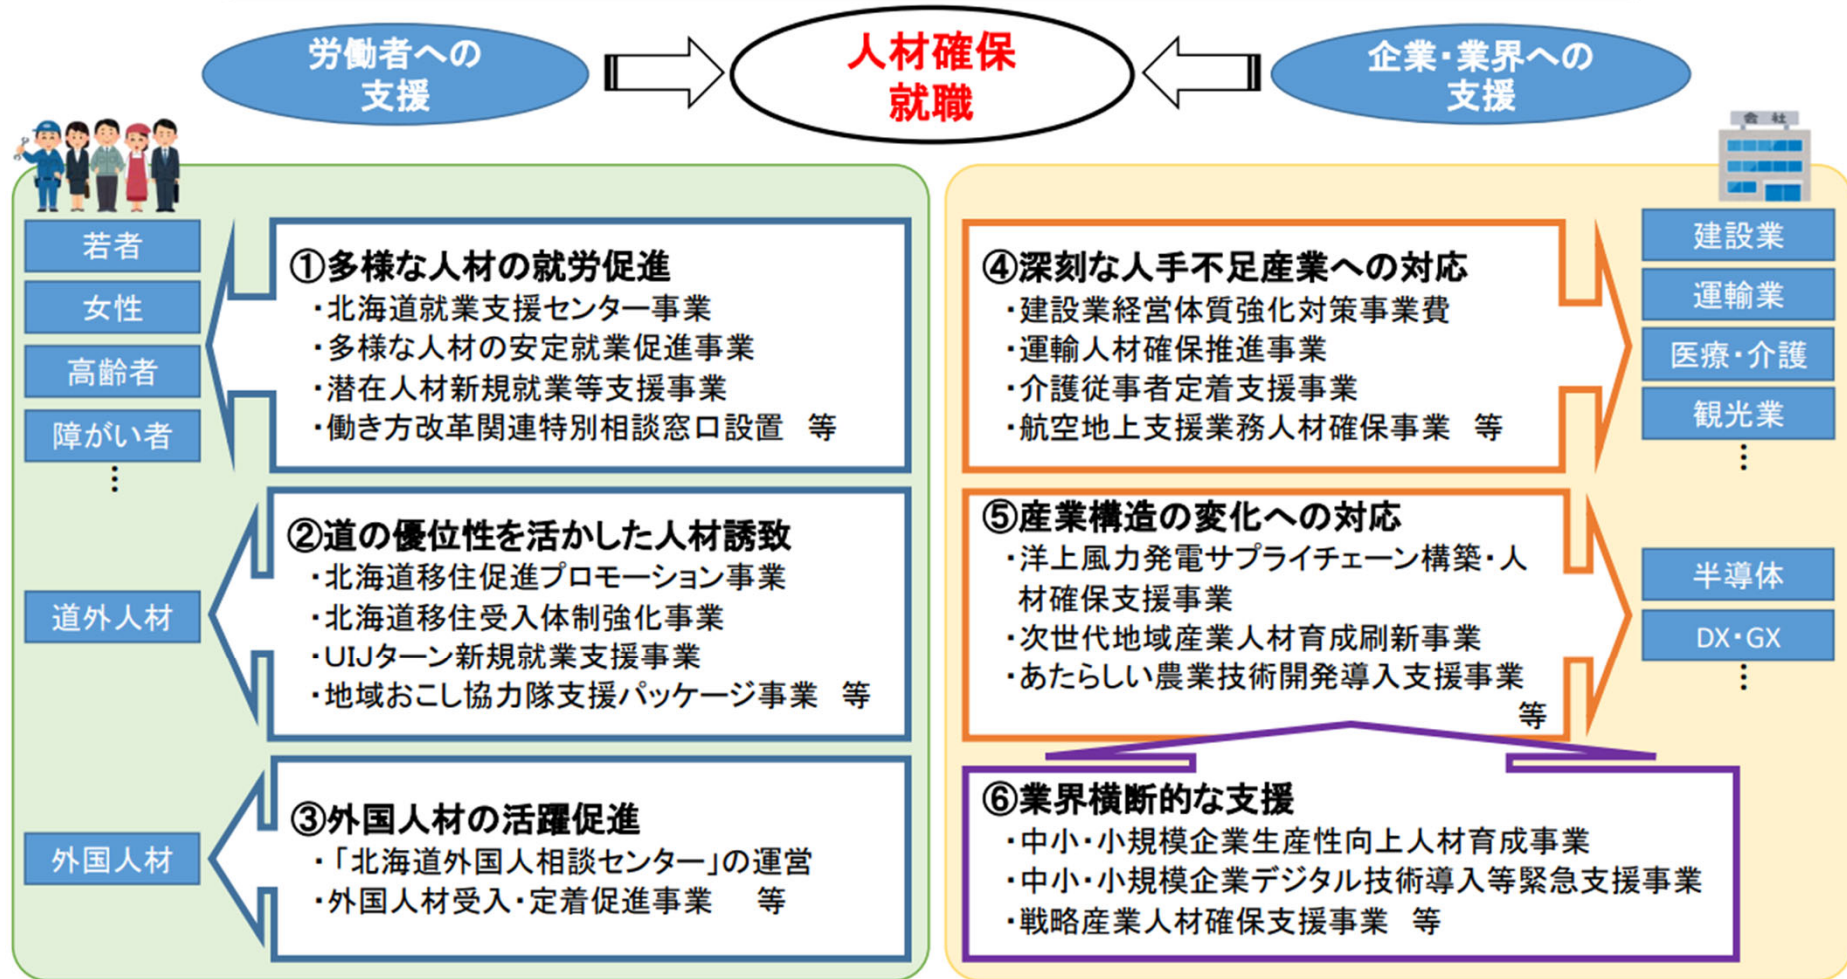 労働者への
支援
人材確保
就職
企業・業界への
支援
会社
若者
女性
高齢者
障がい者
⋮
①多様な人材の就労促進
・北海道就業支援センター事業
・多様な人材の安定就業促進事業
・潜在人材新規就業等支援事業
・働き方改革関連特別相談窓口設置　等
道外人材
②道の優位性を活かした人材誘致
・北海道移住促進プロモーション事業
・北海道移住受入体制強化事業
・UIJターン新規就業支援事業
・地域おこし協力隊支援パッケージ事業　等
外国人材
③外国人材の活躍促進
・「北海道外国人相談センター」の運営
・外国人材受入・定着促進事業　等
④深刻な人手不足産業への対応
・建設業経営体質強化対策事業費
・運輸人材確保推進事業
・介護従事者定着支援事業
・航空地上支援業務人材確保事業　等
建設業
運輸業
医療・介護
観光業
⋮
⑤産業構造の変化への対応
・洋上風力発電サプライチェーン構築・人
材確保支援事業
・次世代地域産業人材育成刷新事業
・あたらしい農業技術開発導入支援事業
等
半導体
DX・GX
⋮
⑥業界横断的な支援
・中小・小規模企業生産性向上人材育成事業
・中小・小規模企業デジタル技術導入等緊急支援事業
・戦略産業人材確保支援事業　等